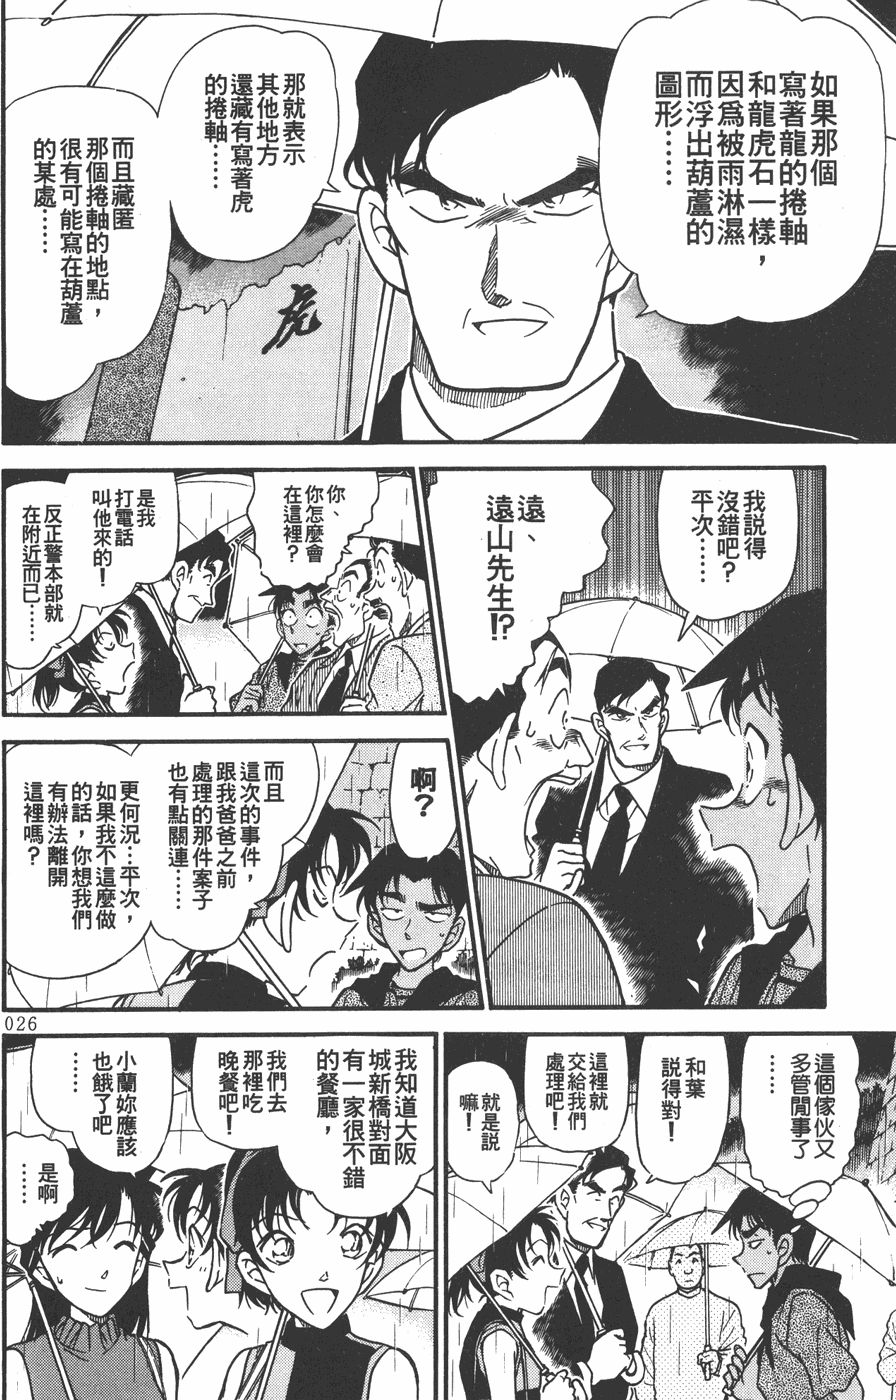 如果那個
寫著龍的捲軸
和龍虎石一樣，
因為被雨淋濕
而浮出葫蘆的
圖形……
那就表示
其他地方
還藏有寫著虎
的捲軸……
而且藏匿
那個捲軸的地點，
很有可能寫在葫蘆
的某處……
虎
我說得
沒錯吧？
平次……
遠、
遠山先生!?
你、
你怎麼會
在這裡？
是我
打電話
叫他來的！
反正警本部就
在附近而已……
啊？
而且
這次的事件，
跟我爸爸之前
處理的那件案子
也有點關連……
更何況…平次，
如果我不這麼做
的話，你想我們
有辦法離開
這裡嗎？
026
這個傢伙又
多管閒事了
……
和葉
說得對！
這裡就
交給我們
處理吧！
就是說
嘛！
我知道大阪
城新橋對面
有一家很不錯
的餐廳，
我們去
那裡吃
晚餐吧！
小蘭妳應該
也餓了吧
……
是啊
……